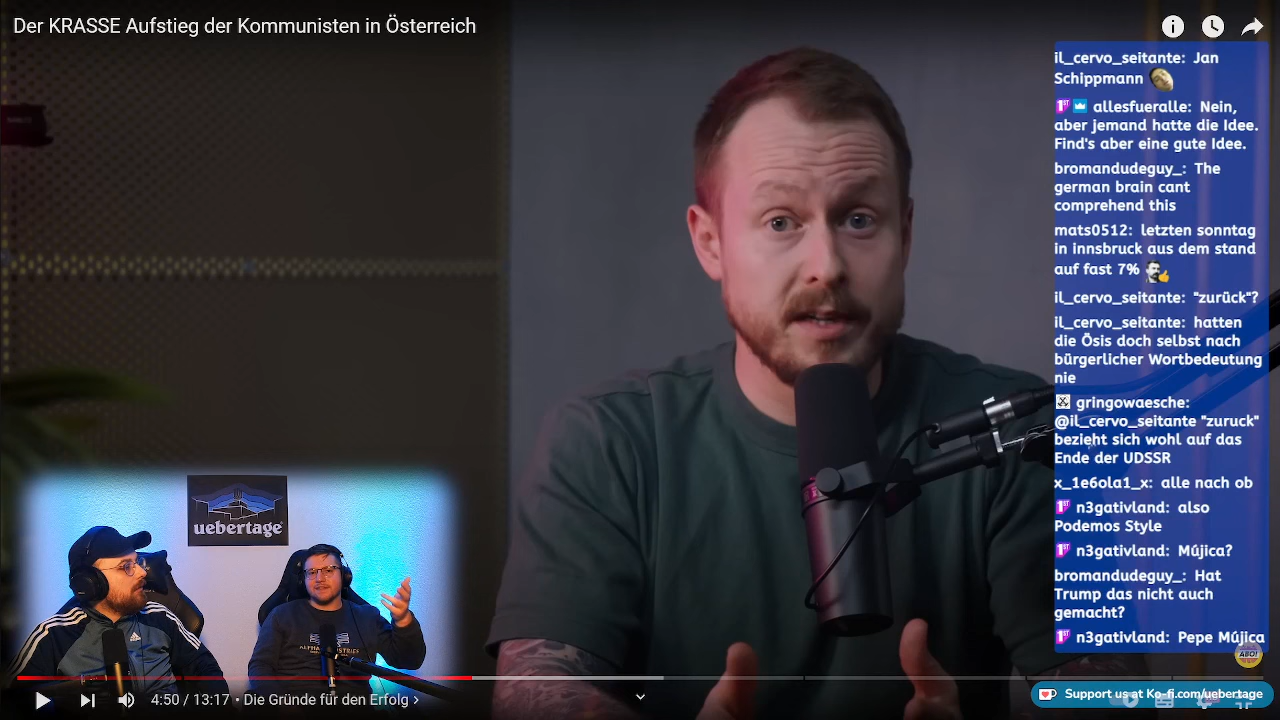 Der KRASSE Aufstieg der Kommunisten in Österreich
il_cervo_seitante: Jan
Schippmann
1ST allesfueralle: Nein,
aber jemand hatte die Idee.
Find's aber eine gute Idee.
bromandudeguy_: The
german brain cant
comprehend this
mats0512: letzten sonntag
in innsbruck aus dem stand
auf fast 7%
il_cervo_seitante: "zurück"?
il_cervo_seitante: hatten
die Ösis doch selbst nach
bürgerlicher Wortbedeutung
nie
gringowaesche:
@il_cervo_seitante "zuruck"
bezieht sich wohl auf das
Ende der UDSSR
x_1e6ola1_x: alle nach ob
1ST n3gativland: also
Podemos Style
1ST n3gativland: Mújica?
bromandudeguy_: Hat
Trump das nicht auch
gemacht?
1ST n3gativland: Pepe Mújica
ABO!
uebertage
4:50 / 13:17 • Die Gründe für den Erfolg
Support us at Ko-fi.com/uebertage